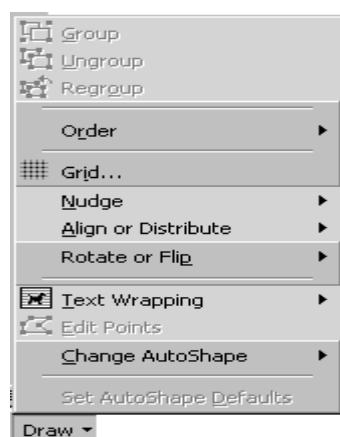 Group
Ungroup
Regroup
Order
Grid...
Nudge
Align or Distribute
Rotate or Flip
Text Wrapping
Edit Points
Change AutoShape
Set AutoShape Defaults
Draw